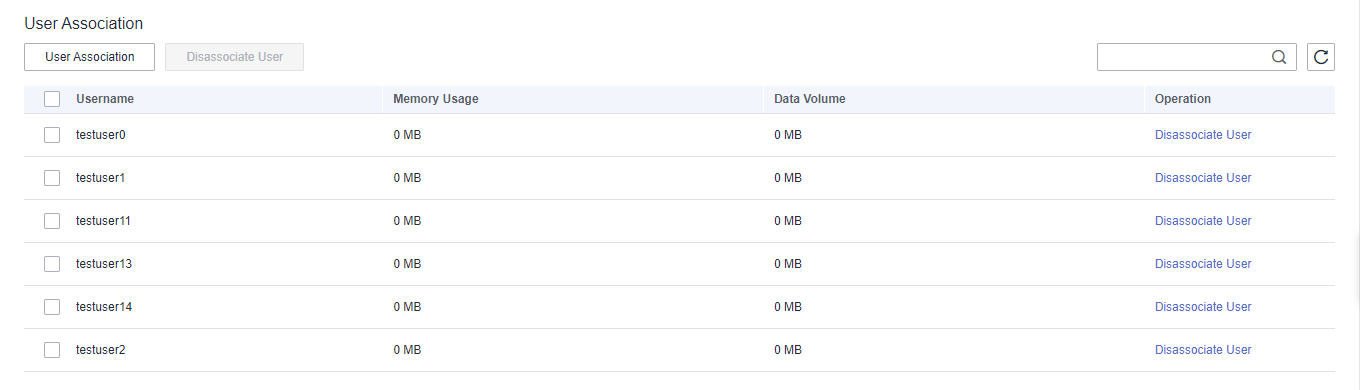 User Association
User Association Disassociate User
Username Memory Usage Data Volume Operation
testuser0 0 MB 0 MB Disassociate User
testuser1 0 MB 0 MB Disassociate User
testuser11 0 MB 0 MB Disassociate User
testuser13 0 MB 0 MB Disassociate User
testuser14 0 MB 0 MB Disassociate User
testuser2 0 MB 0 MB Disassociate User